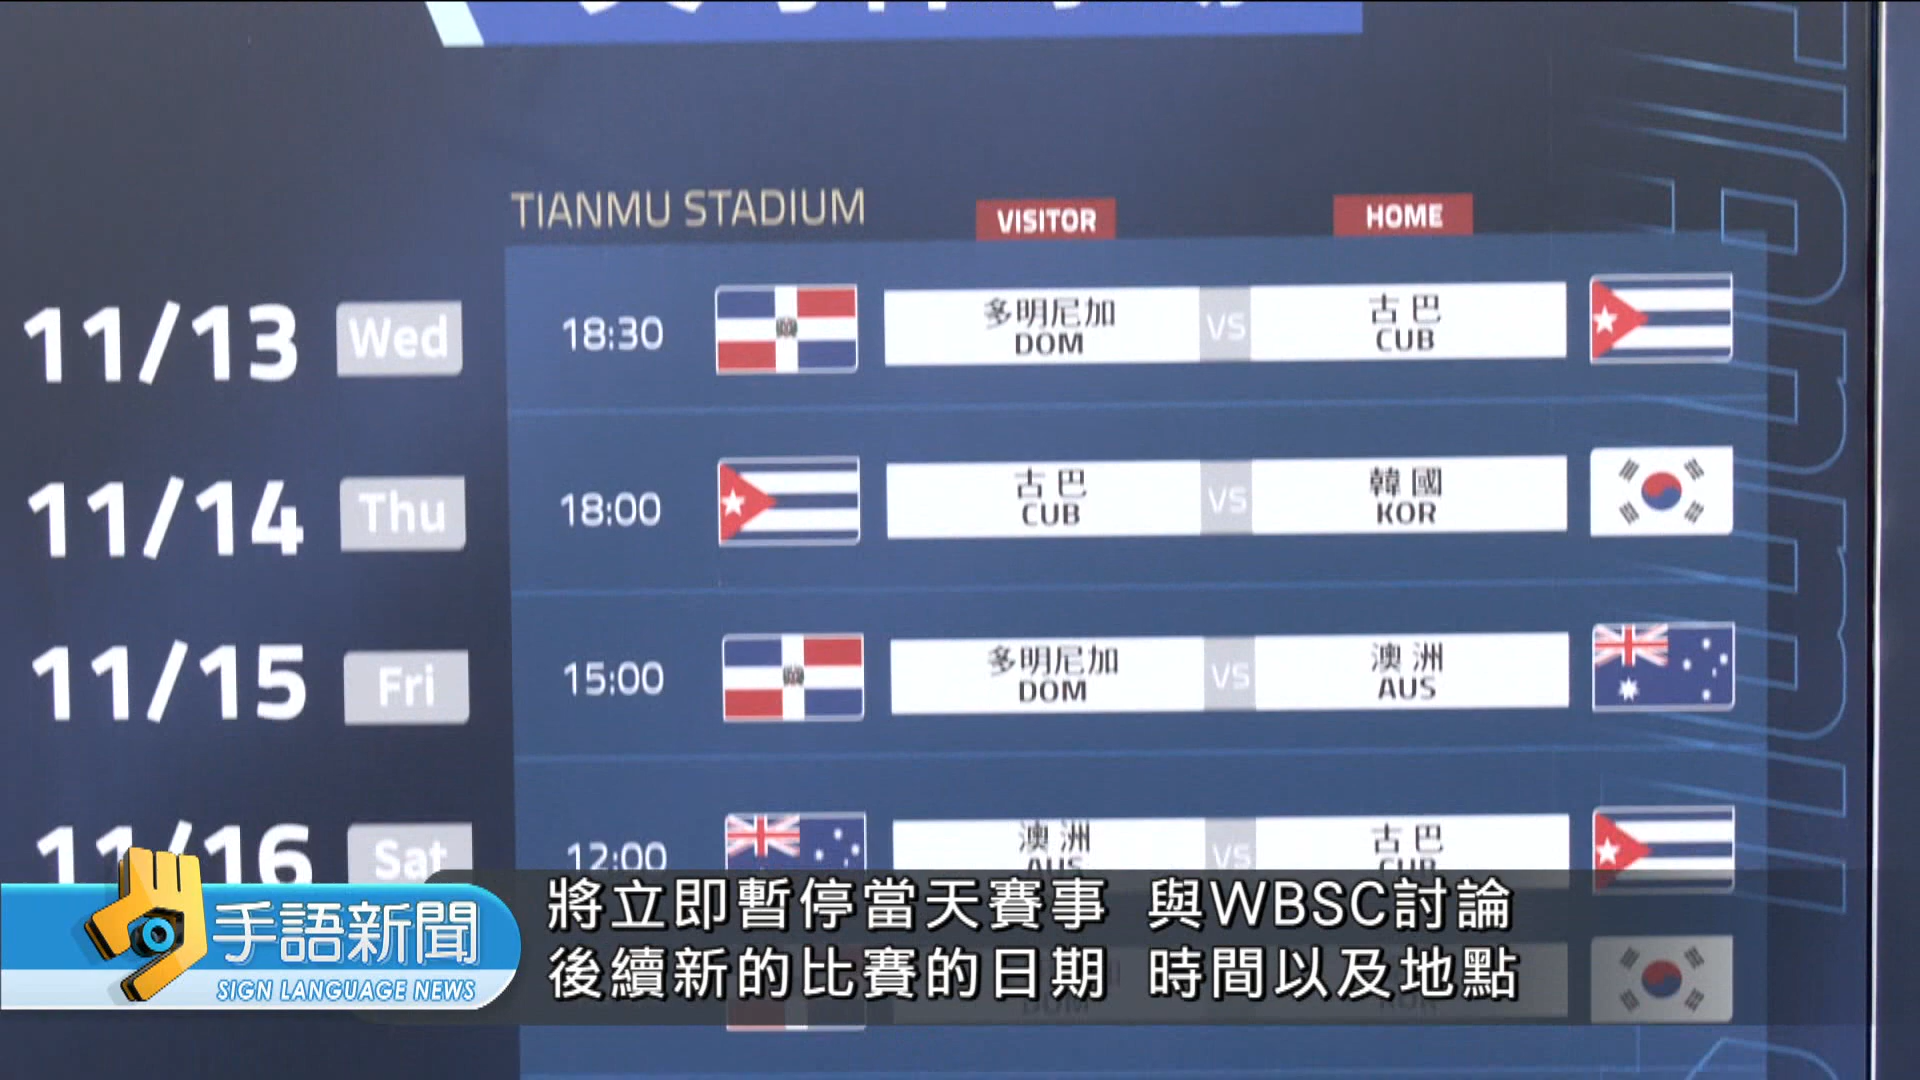 TIANMU STADIUM
VISITOR
HOME
11/13 Wed 18:30 多明尼加 VS 古巴
DOM CUB
11/14 Thu 18:00 古巴 VS 韓國
CUB KOR
11/15 Fri 15:00 多明尼加 VS 澳洲
DOM AUS
11/16 Sat 12:00 澳洲 VS 古巴
AUS CUB
手語新聞
SIGN LANGUAGE NEWS
將立即暫停當天賽事 與WBSC討論
後續新的比賽的日期 時間以及地點